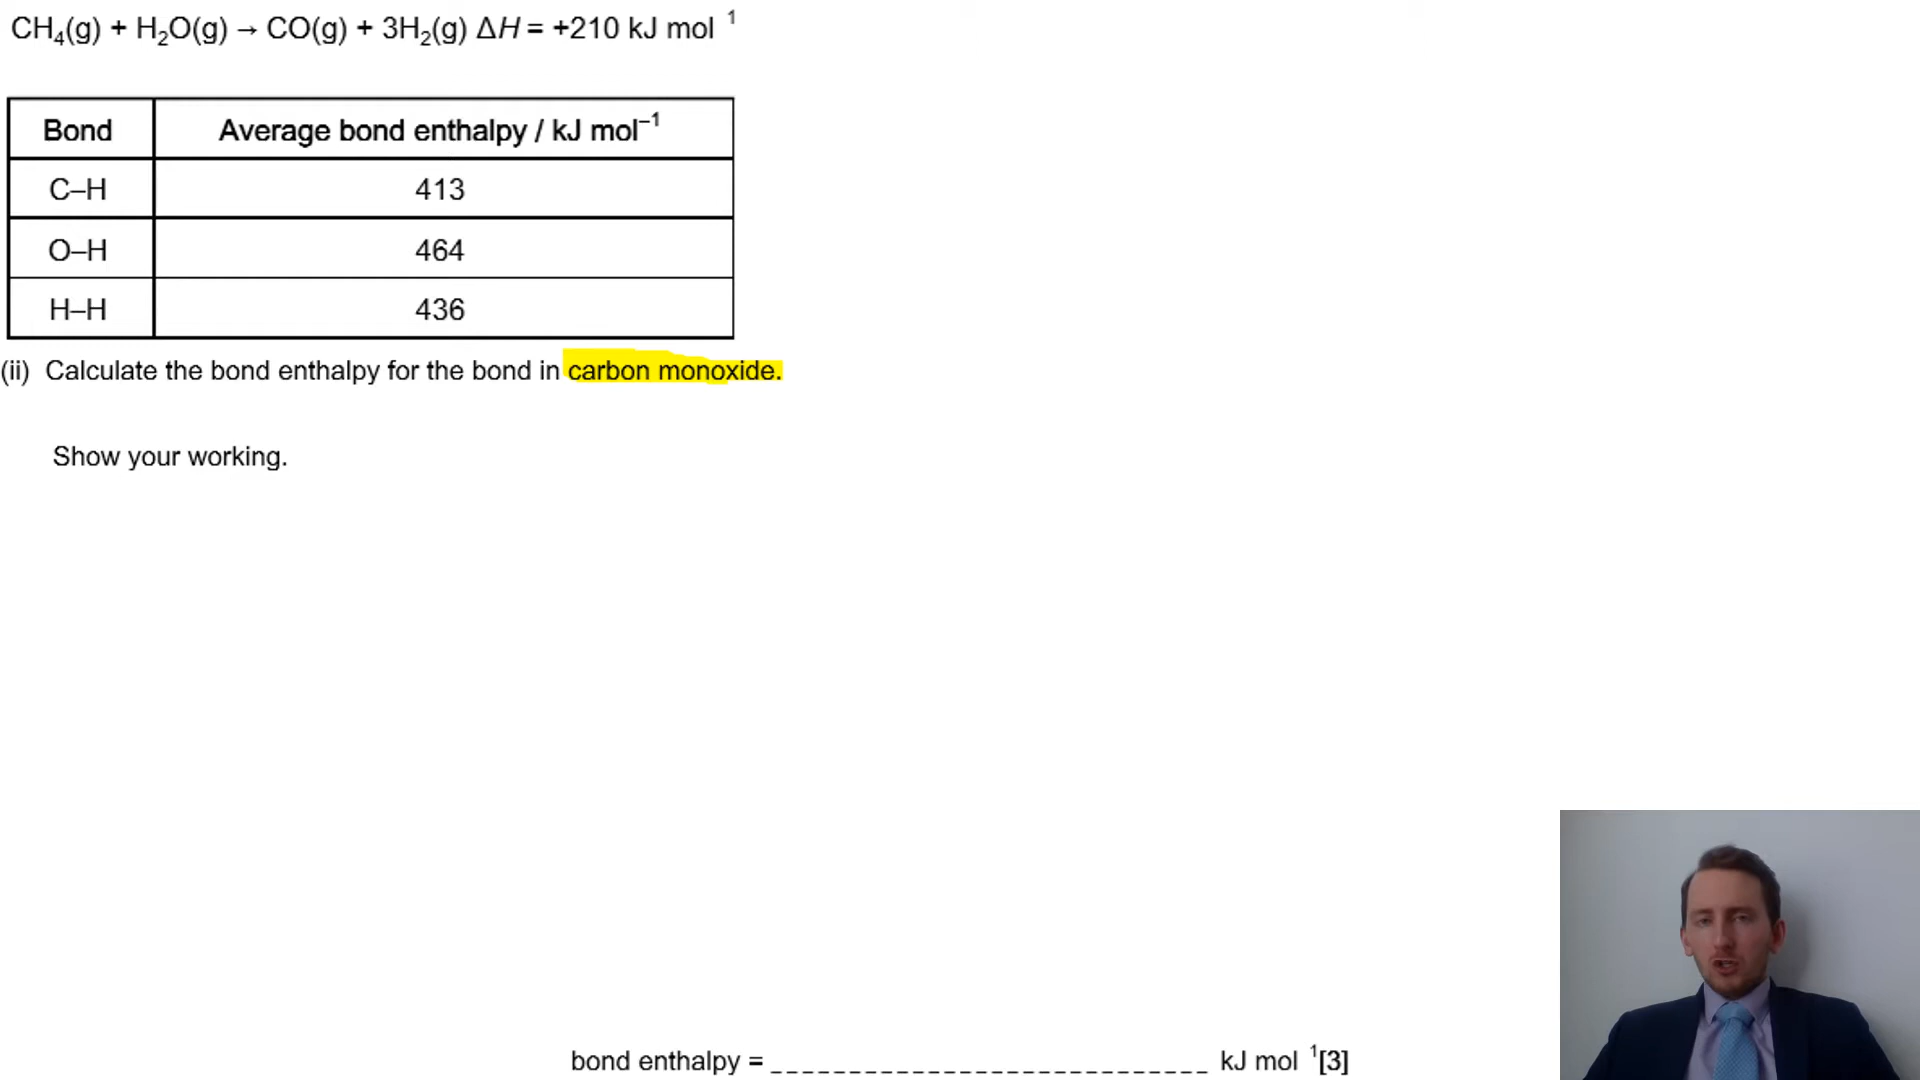 CH₄(g) + H₂O(g) → CO(g) + 3H₂(g) ΔH = +210 kJ mol ¹
Bond Average bond enthalpy / kJ mol⁻¹
C–H 413
O–H 464
H–H 436
(ii) Calculate the bond enthalpy for the bond in carbon monoxide.
Show your working.
bond enthalpy = ____________________________ kJ mol ¹[3]